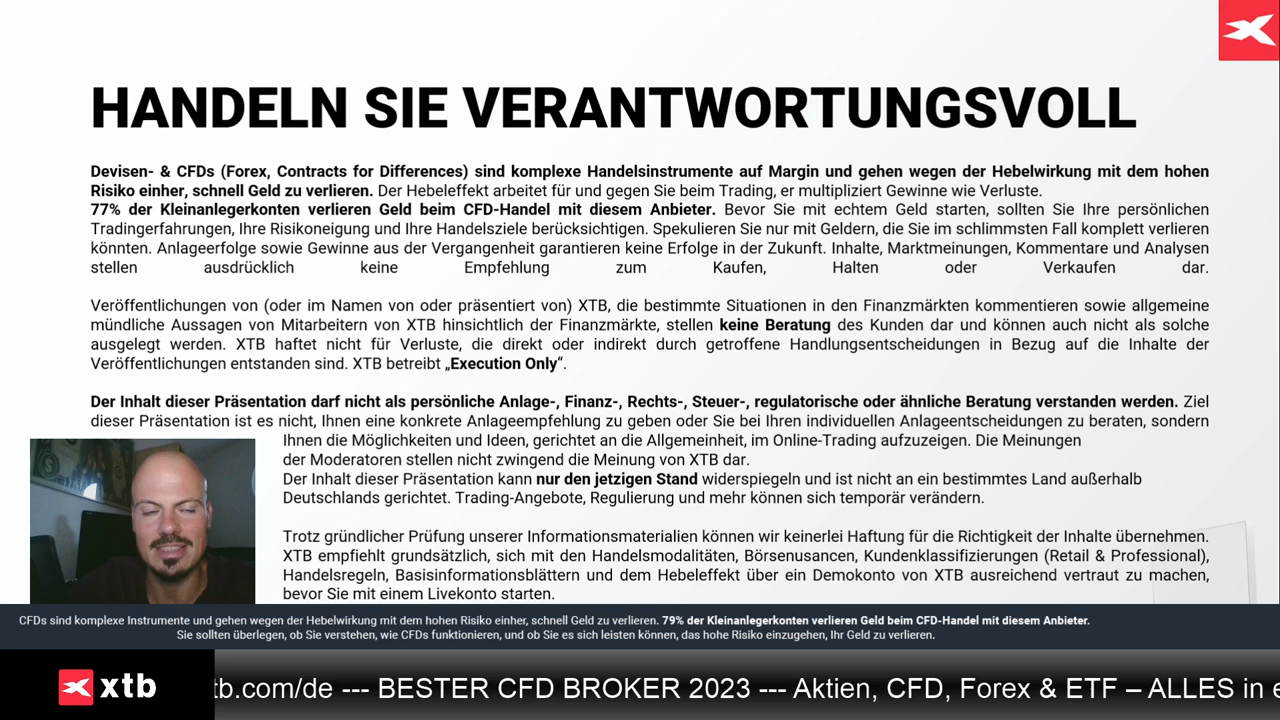 HANDELN SIE VERANTWORTUNGSVOLL
Devisen- & CFDs (Forex, Contracts for Differences) sind komplexe Handelsinstrumente auf Margin und gehen wegen der Hebelwirkung mit dem hohen
Risiko einher, schnell Geld zu verlieren. Der Hebeleffekt arbeitet für und gegen Sie beim Trading, er multipliziert Gewinne wie Verluste.
77% der Kleinanlegerkonten verlieren Geld beim CFD-Handel mit diesem Anbieter. Bevor Sie mit echtem Geld starten, sollten Sie Ihre persönlichen
Tradingerfahrungen, Ihre Risikoneigung und Ihre Handelsziele berücksichtigen. Spekulieren Sie nur mit Geldern, die Sie im schlimmsten Fall komplett verlieren
könnten. Anlageerfolge sowie Gewinne aus der Vergangenheit garantieren keine Erfolge in der Zukunft. Inhalte, Marktmeinungen, Kommentare und Analysen
stellen ausdrücklich keine Empfehlung zum Kaufen, Halten oder Verkaufen dar.
Veröffentlichungen von (oder im Namen von oder präsentiert von) XTB, die bestimmte Situationen in den Finanzmärkten kommentieren sowie allgemeine
mündliche Aussagen von Mitarbeitern von XTB hinsichtlich der Finanzmärkte, stellen keine Beratung des Kunden dar und können auch nicht als solche
ausgelegt werden. XTB haftet nicht für Verluste, die direkt oder indirekt durch getroffene Handlungsentscheidungen in Bezug auf die Inhalte der
Veröffentlichungen entstanden sind. XTB betreibt „Execution Only“.
Der Inhalt dieser Präsentation darf nicht als persönliche Anlage-, Finanz-, Rechts-, Steuer-, regulatorische oder ähnliche Beratung verstanden werden. Ziel
dieser Präsentation ist es nicht, Ihnen eine konkrete Anlageempfehlung zu geben oder Sie bei Ihren individuellen Anlageentscheidungen zu beraten, sondern
Ihnen die Möglichkeiten und Ideen, gerichtet an die Allgemeinheit, im Online-Trading aufzuzeigen. Die Meinungen
der Moderatoren stellen nicht zwingend die Meinung von XTB dar.
Der Inhalt dieser Präsentation kann nur den jetzigen Stand widerspiegeln und ist nicht an ein bestimmtes Land außerhalb
Deutschlands gerichtet. Trading-Angebote, Regulierung und mehr können sich temporär verändern.
Trotz gründlicher Prüfung unserer Informationsmaterialien können wir keinerlei Haftung für die Richtigkeit der Inhalte übernehmen.
XTB empfiehlt grundsätzlich, sich mit den Handelsmodalitäten, Börsenusancen, Kundenklassifizierungen (Retail & Professional),
Handelsregeln, Basisinformationsblättern und dem Hebeleffekt über ein Demokonto von XTB ausreichend vertraut zu machen,
bevor Sie mit einem Livekonto starten.
CFDs sind komplexe Instrumente und gehen wegen der Hebelwirkung mit dem hohen Risiko einher, schnell Geld zu verlieren. 79% der Kleinanlegerkonten verlieren Geld beim CFD-Handel mit diesem Anbieter.
Sie sollten überlegen, ob Sie verstehen, wie CFDs funktionieren, und ob Sie es sich leisten können, das hohe Risiko einzugehen, Ihr Geld zu verlieren.
xtb tb.com/de --- BESTER CFD BROKER 2023 --- Aktien, CFD, Forex & ETF – ALLES in e